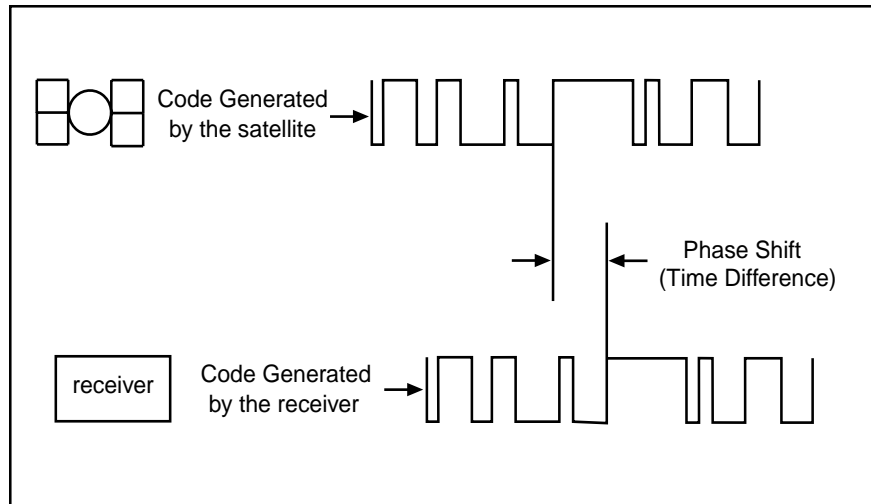 Code Generated
by the satellite
Phase Shift
(Time Difference)
receiver
Code Generated
by the receiver